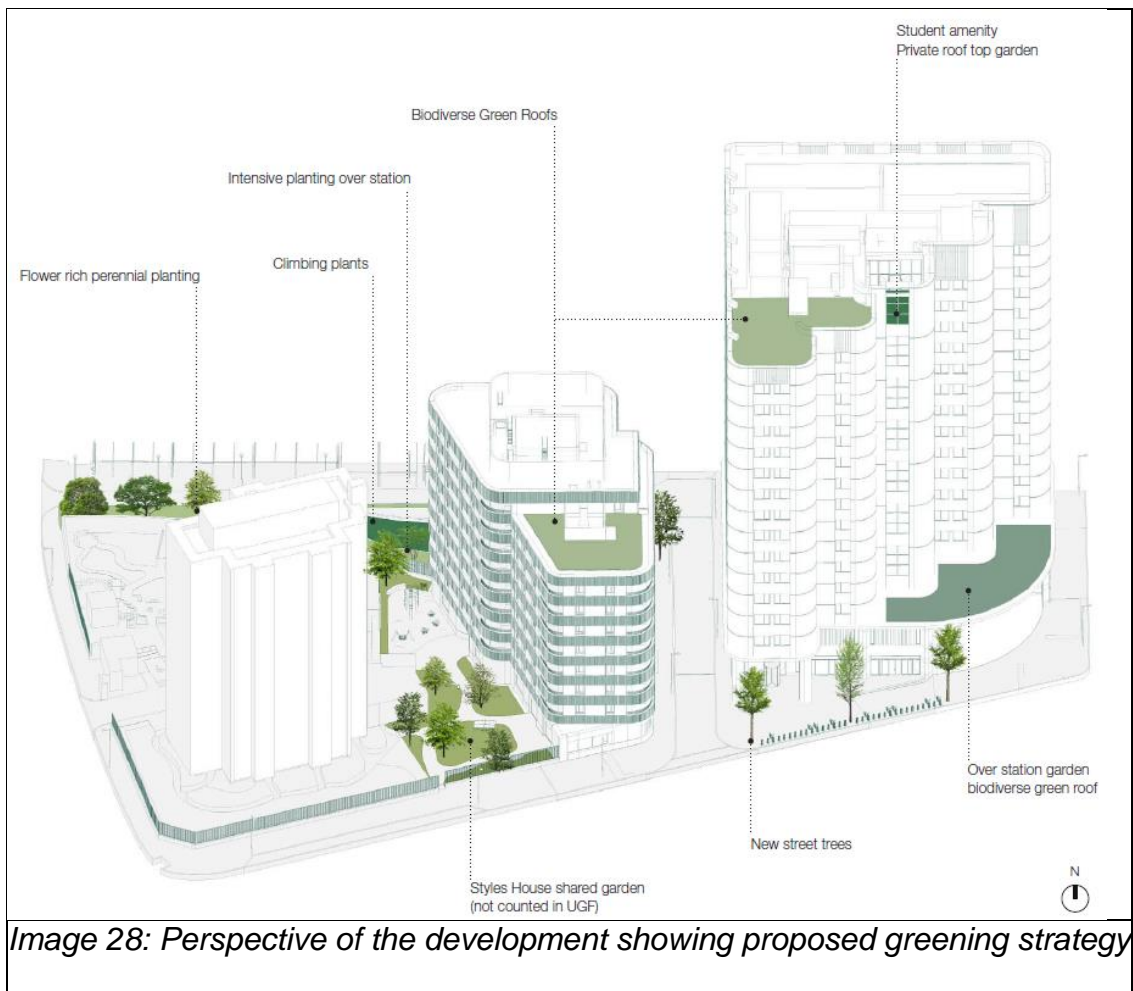 Student amenity
Private roof top garden
Biodiverse Green Roofs
Intensive planting over station
Climbing plants
Flower rich perennial planting
Over station garden
biodiverse green roof
New street trees
Styles House shared garden
(not counted in UGF)
N
Image 28: Perspective of the development showing proposed greening strategy